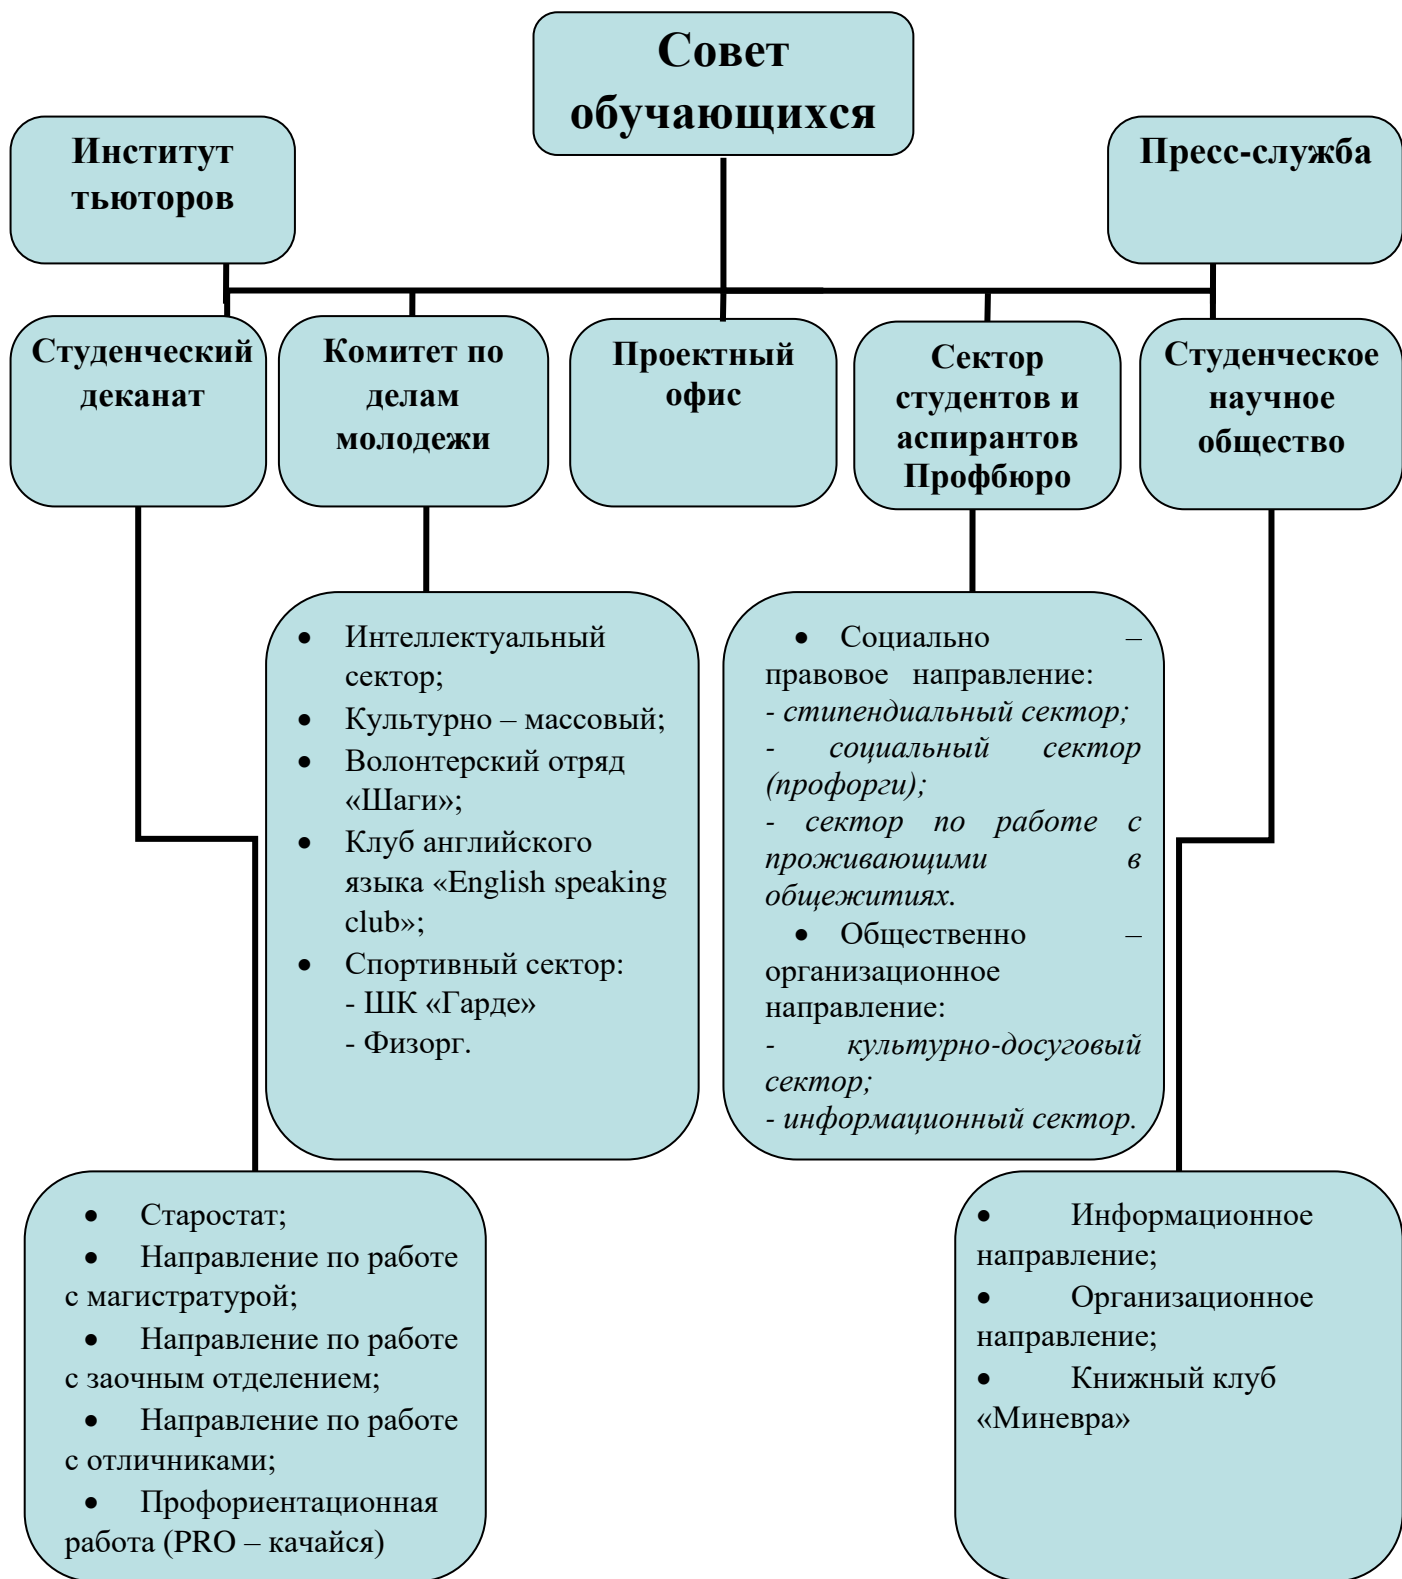 Совет
обучающихся
Институт
тьюторов
Пресс-служба
Студенческий
деканат
Комитет по
делам
молодежи
Проектный
офис
Сектор
студентов и
аспирантов
Профбюро
Студенческое
научное
общество
• Интеллектуальный
сектор;
• Культурно – массовый;
• Волонтерский отряд
«Шаги»;
• Клуб английского
языка «English speaking
club»;
• Спортивный сектор:
- ШК «Гарде»
- Физорг.
• Социально –
правовое направление:
- стипендиальный сектор;
- социальный сектор
(профорги);
- сектор по работе с
проживающими в
общежитиях.
• Общественно –
организационное
направление:
- культурно-досуговый
сектор;
- информационный сектор.
• Старостат;
• Направление по работе
с магистратурой;
• Направление по работе
с заочным отделением;
• Направление по работе
с отличниками;
• Профориентационная
работа (PRO – качайся)
• Информационное
направление;
• Организационное
направление;
• Книжный клуб
«Миневра»